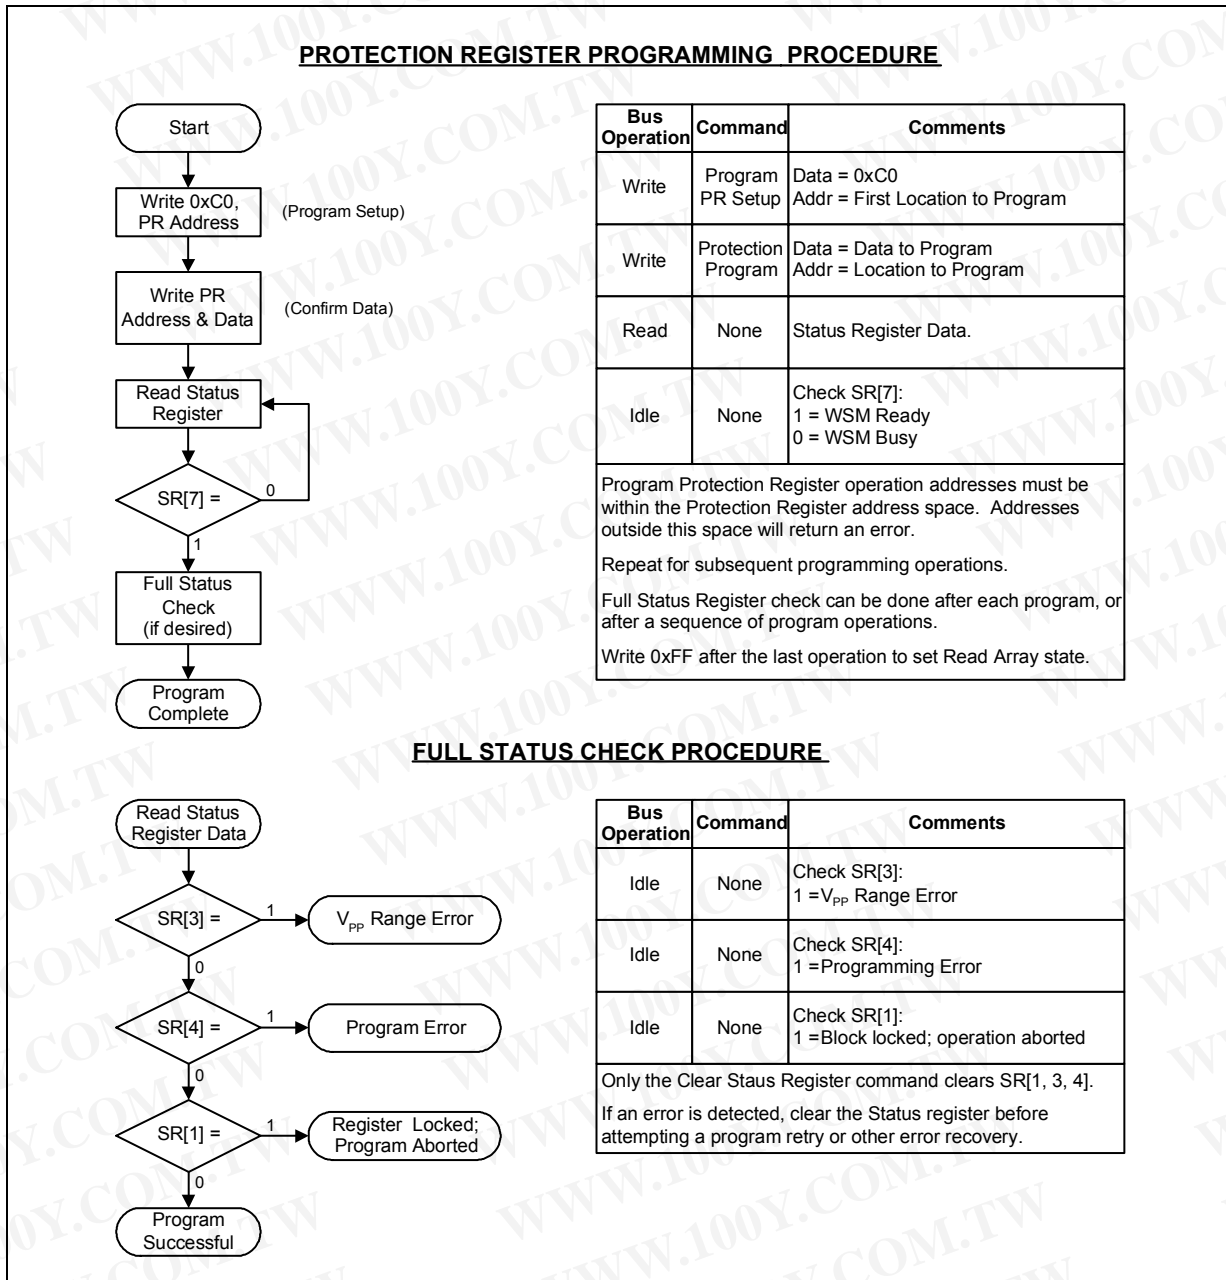 PROTECTION REGISTER PROGRAMMING PROCEDURE
Start
Write 0xC0,
PR Address
(Program Setup)
Write PR
Address & Data
(Confirm Data)
Read Status
Register
SR[7] =
0
1
Full Status
Check
(if desired)
Program
Complete
Bus
Operation
Command
Comments
Write
Program
PR Setup
Data = 0xC0
Addr = First Location to Program
Write
Protection
Program
Data = Data to Program
Addr = Location to Program
Read
None
Status Register Data.
Idle
None
Check SR[7]:
1 = WSM Ready
0 = WSM Busy
Program Protection Register operation addresses must be
within the Protection Register address space. Addresses
outside this space will return an error.
Repeat for subsequent programming operations.
Full Status Register check can be done after each program, or
after a sequence of program operations.
Write 0xFF after the last operation to set Read Array state.
FULL STATUS CHECK PROCEDURE
Read Status
Register Data
SR[3] =
1
VPP Range Error
0
SR[4] =
1
Program Error
0
SR[1] =
1
Register Locked;
Program Aborted
0
Program
Successful
Bus
Operation
Command
Comments
Idle
None
Check SR[3]:
1 =VPP Range Error
Idle
None
Check SR[4]:
1 =Programming Error
Idle
None
Check SR[1]:
1 =Block locked; operation aborted
Only the Clear Staus Register command clears SR[1, 3, 4].
If an error is detected, clear the Status register before
attempting a program retry or other error recovery.
WWW.100Y.COM.TW